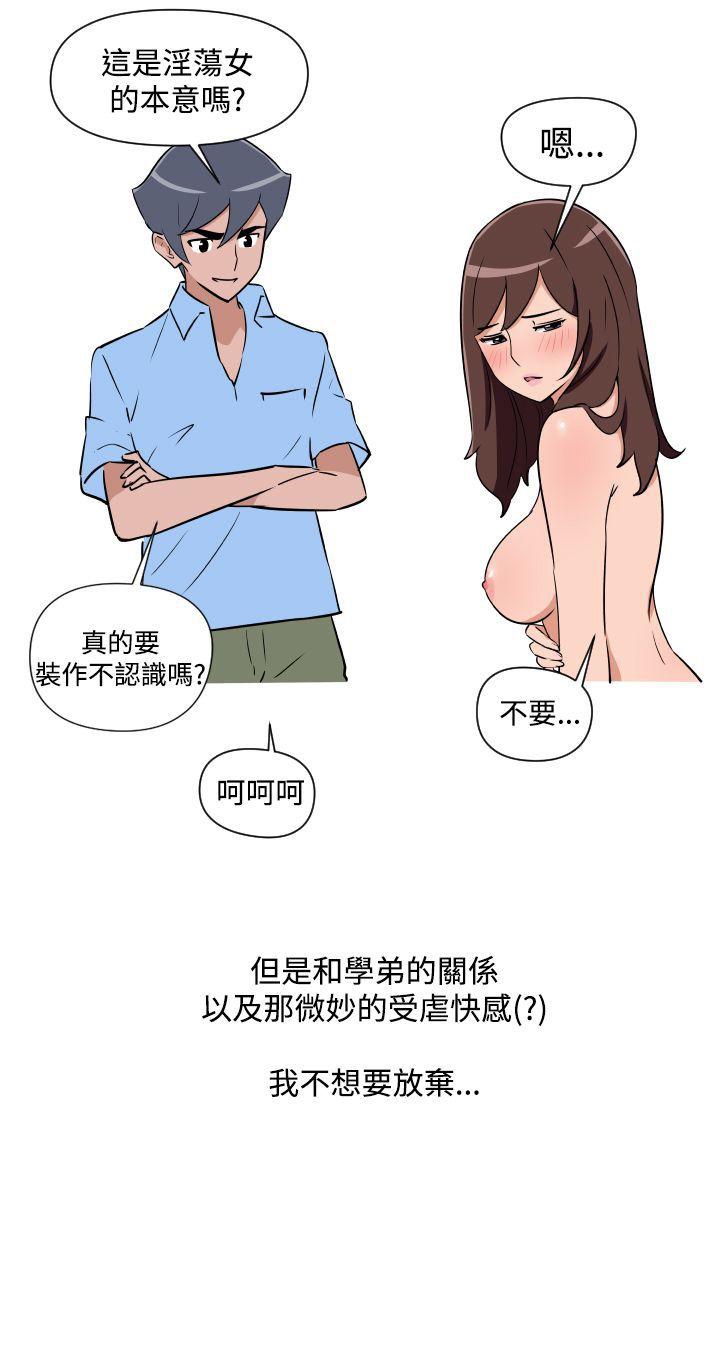 這是淫蕩女
的本意嗎?
嗯...
真的要
裝作不認識嗎?
不要...
呵呵呵
但是和學弟的關係
以及那微妙的受虐快感(?)
我不想要放棄...